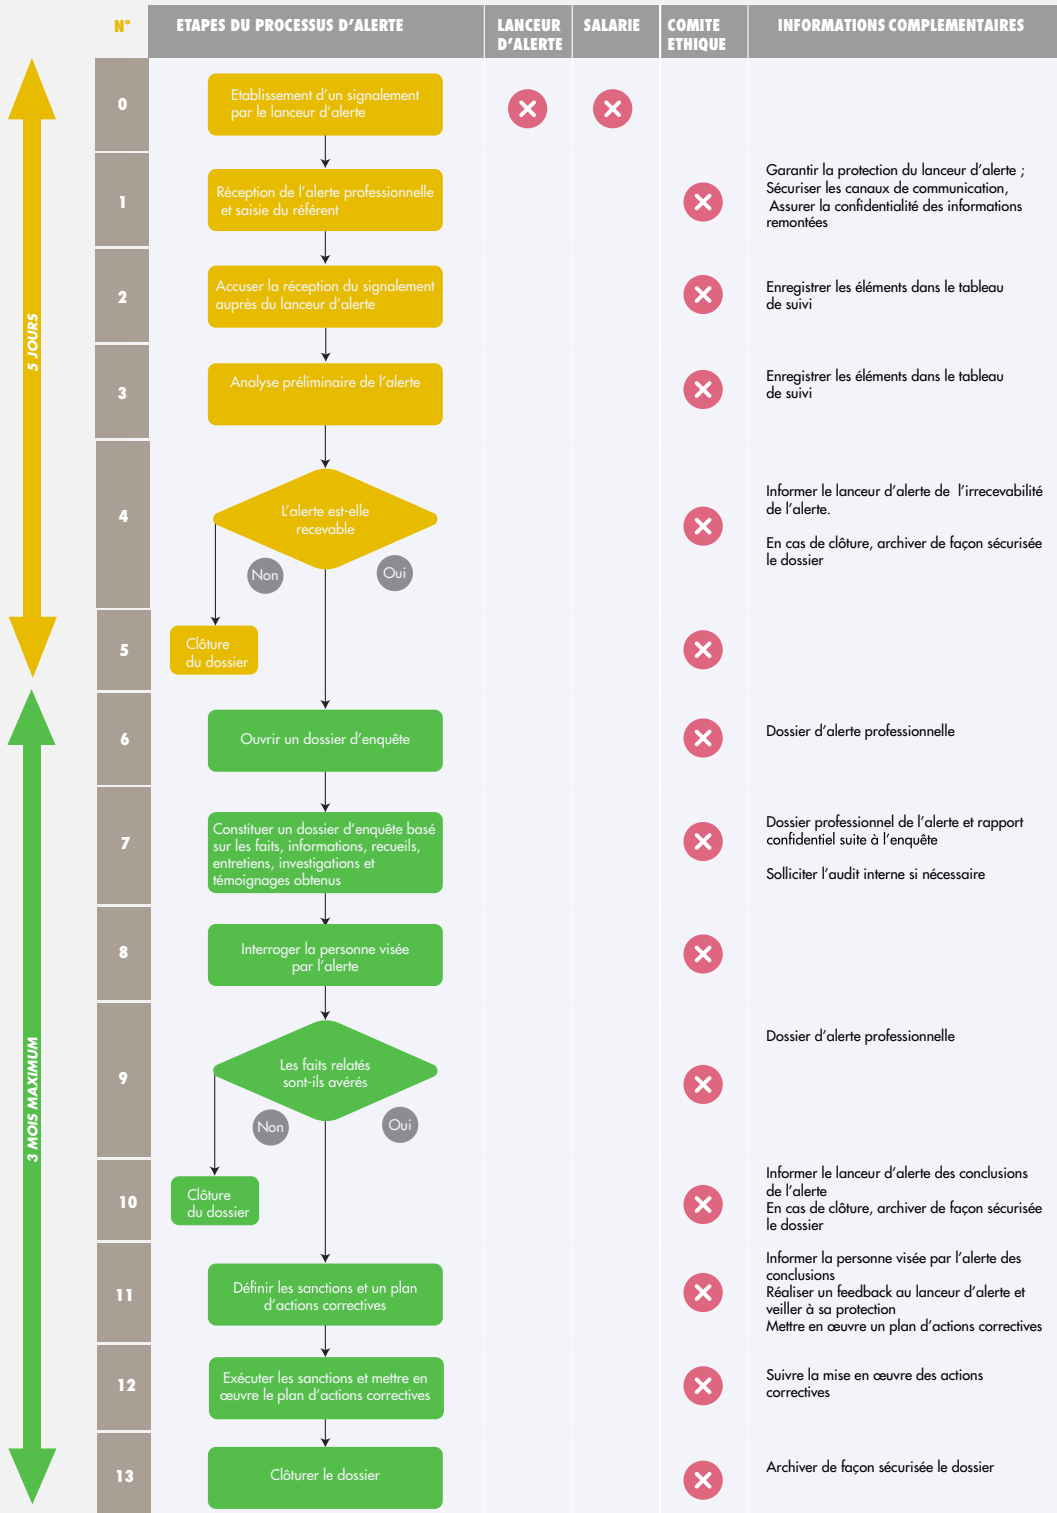 N° ETAPES DU PROCESSUS D'ALERTE LANCEUR D'ALERTE SALARIE COMITE ETHIQUE INFORMATIONS COMPLEMENTAIRES
5 JOURS
0
Etablissement d'un signalement
par le lanceur d'alerte
1
Réception de l'alerte professionnelle
et saisie du référent
Garantir la protection du lanceur d'alerte ;
Sécuriser les canaux de communication,
Assurer la confidentialité des informations
remontées
2
Accuser la réception du signalement
auprès du lanceur d'alerte
Enregistrer les éléments dans le tableau
de suivi
3
Analyse préliminaire de l'alerte
Enregistrer les éléments dans le tableau
de suivi
4
L'alerte est-elle
recevable
Non
Oui
Informer le lanceur d'alerte de l'irrecevabilité
de l'alerte.
En cas de clôture, archiver de façon sécurisée
le dossier
5
Clôture
du dossier
3 MOIS MAXIMUM
6
Ouvrir un dossier d'enquête
Dossier d'alerte professionnelle
7
Constituer un dossier d'enquête basé
sur les faits, informations, recueils,
entretiens, investigations et
témoignages obtenus
Dossier professionnel de l'alerte et rapport
confidentiel suite à l'enquête
Solliciter l'audit interne si nécessaire
8
Interroger la personne visée
par l'alerte
9
Les faits relatés
sont-ils avérés
Non
Oui
Dossier d'alerte professionnelle
10
Clôture
du dossier
Informer le lanceur d'alerte des conclusions
de l'alerte
En cas de clôture, archiver de façon sécurisée
le dossier
11
Définir les sanctions et un plan
d'actions correctives
Informer la personne visée par l'alerte des
conclusions
Réaliser un feedback au lanceur d'alerte et
veiller à sa protection
Mettre en œuvre un plan d'actions correctives
12
Exécuter les sanctions et mettre en
œuvre le plan d'actions correctives
Suivre la mise en œuvre des actions
correctives
13
Clôturer le dossier
Archiver de façon sécurisée le dossier